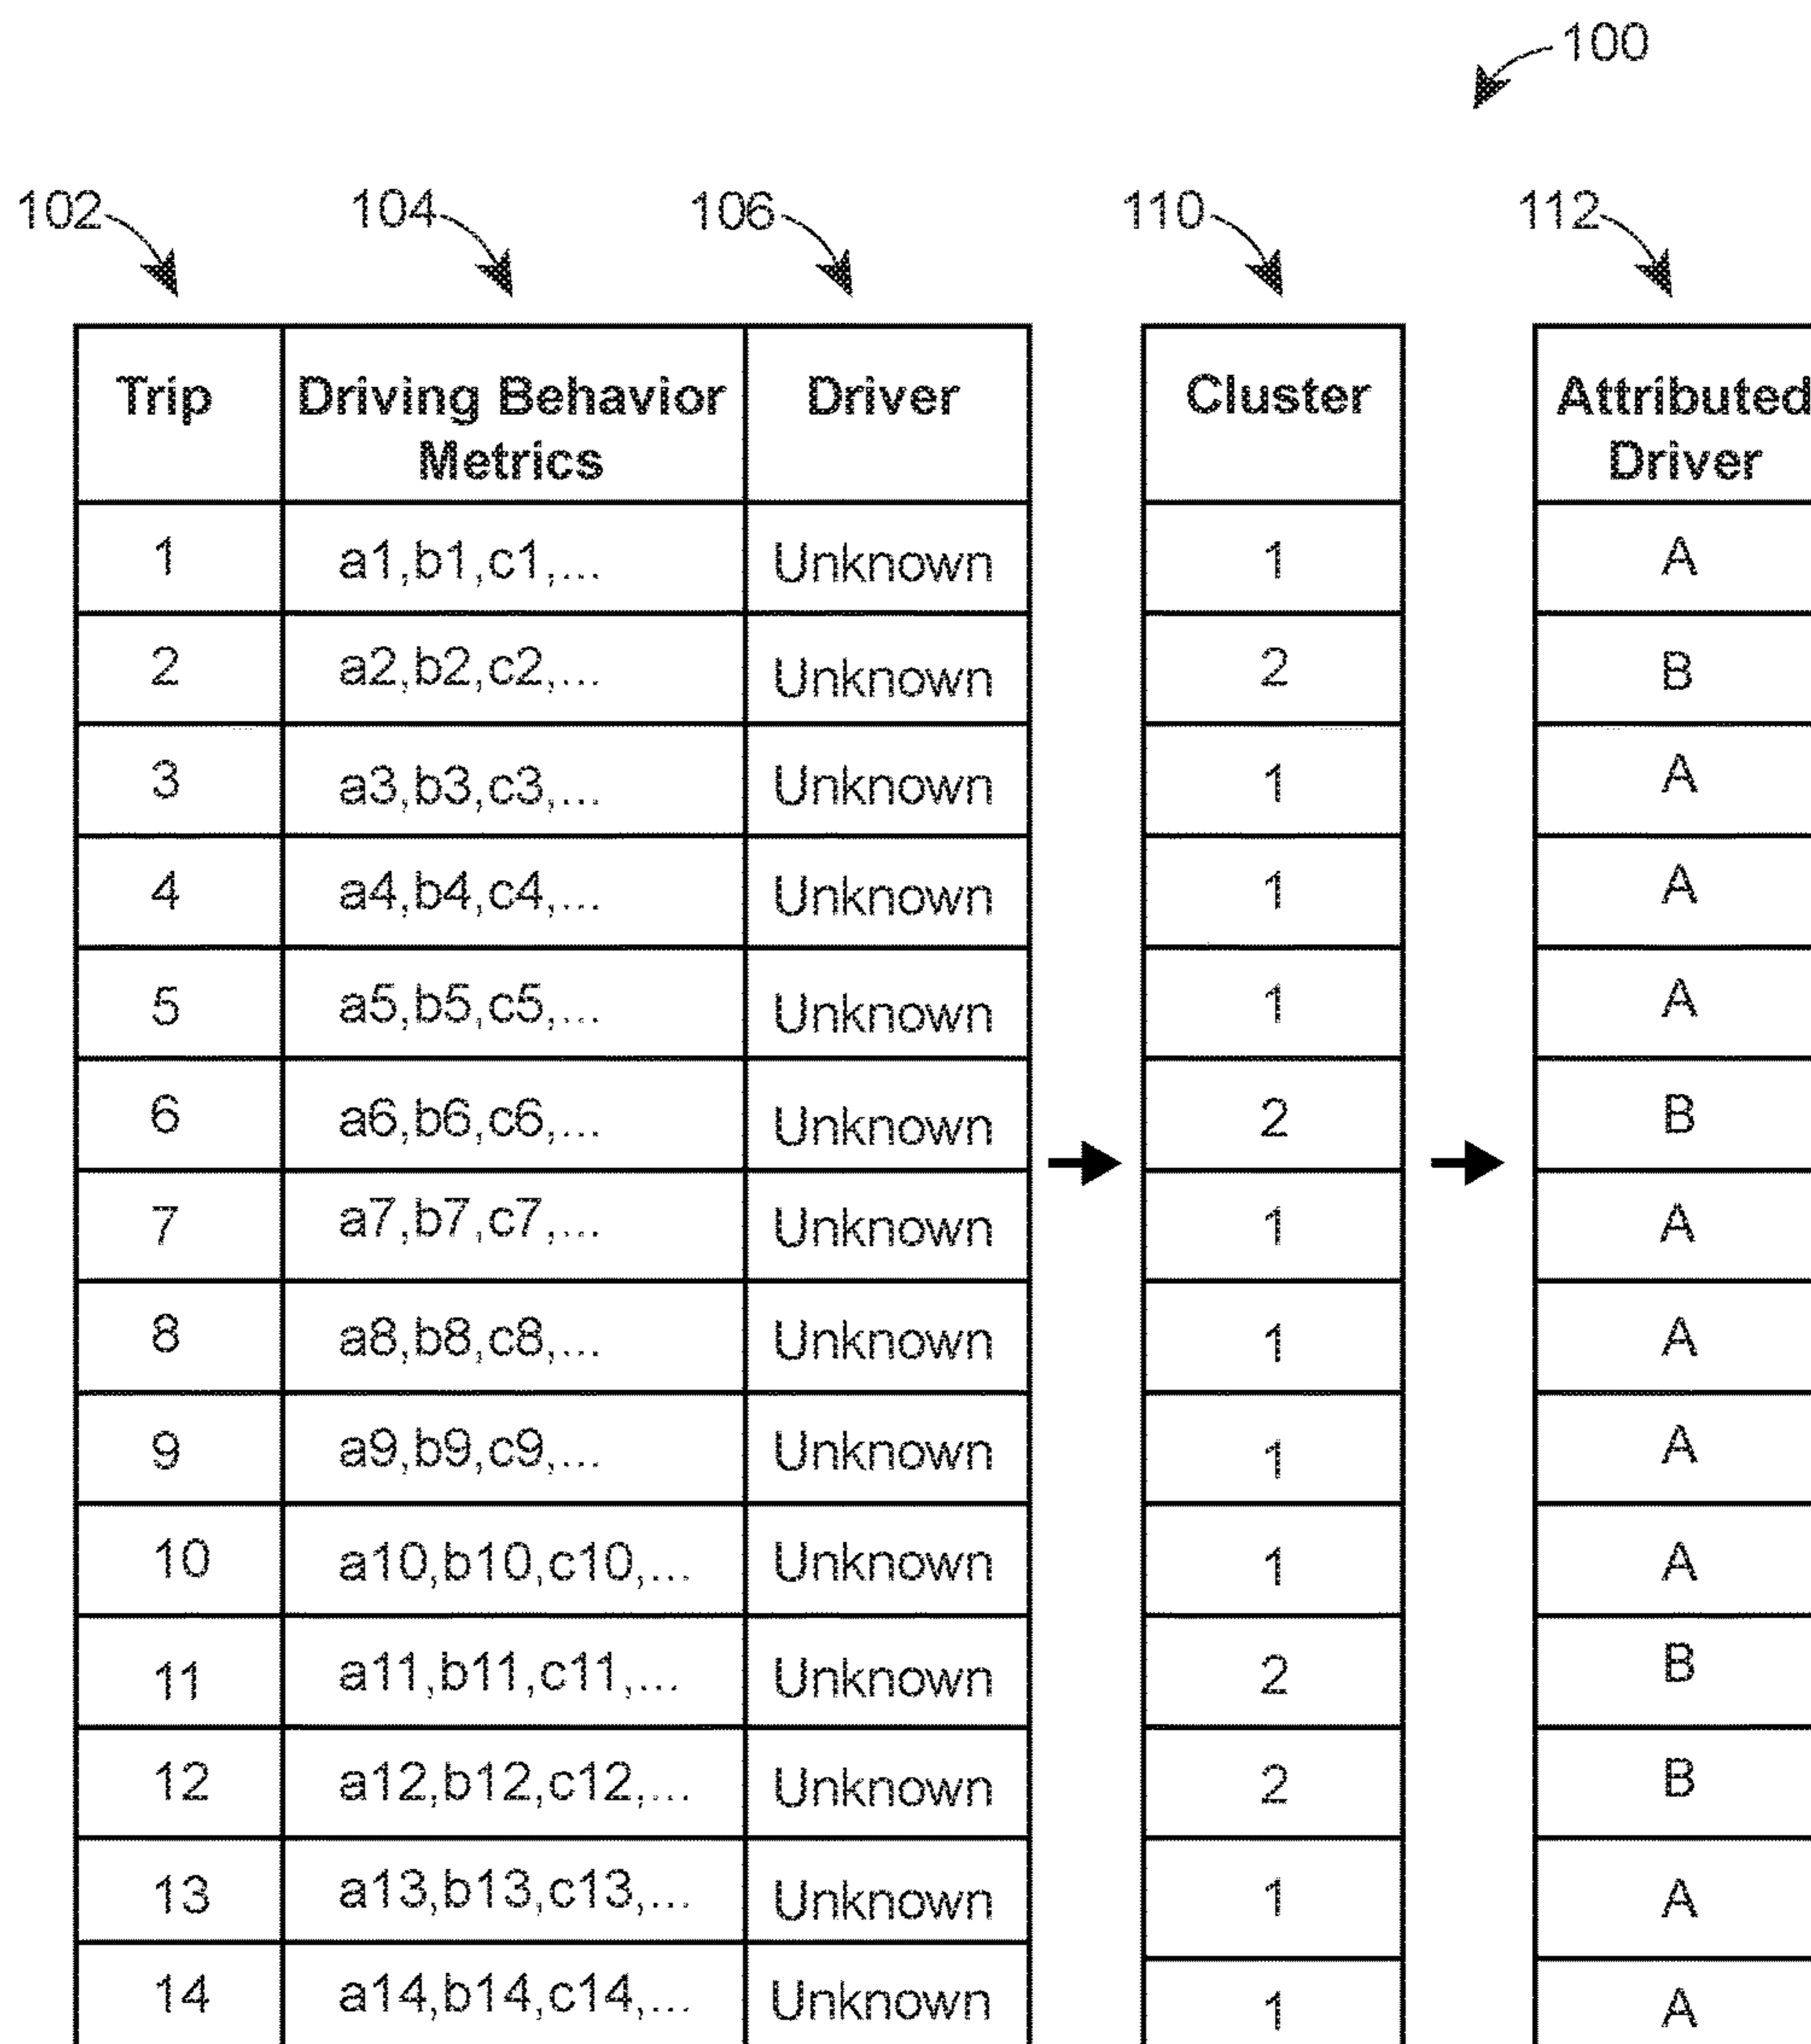 100
102 104 106 110 112
Trip Driving Behavior Metrics Driver Cluster Attributed Driver
1 a1,b1,c1,... Unknown 1 A
2 a2,b2,c2,... Unknown 2 B
3 a3,b3,c3,... Unknown 1 A
4 a4,b4,c4,... Unknown 1 A
5 a5,b5,c5,... Unknown 1 A
6 a6,b6,c6,... Unknown 2 B
7 a7,b7,c7,... Unknown 1 A
8 a8,b8,c8,... Unknown 1 A
9 a9,b9,c9,... Unknown 1 A
10 a10,b10,c10,... Unknown 1 A
11 a11,b11,c11,... Unknown 2 B
12 a12,b12,c12,... Unknown 2 B
13 a13,b13,c13,... Unknown 1 A
14 a14,b14,c14,... Unknown 1 A